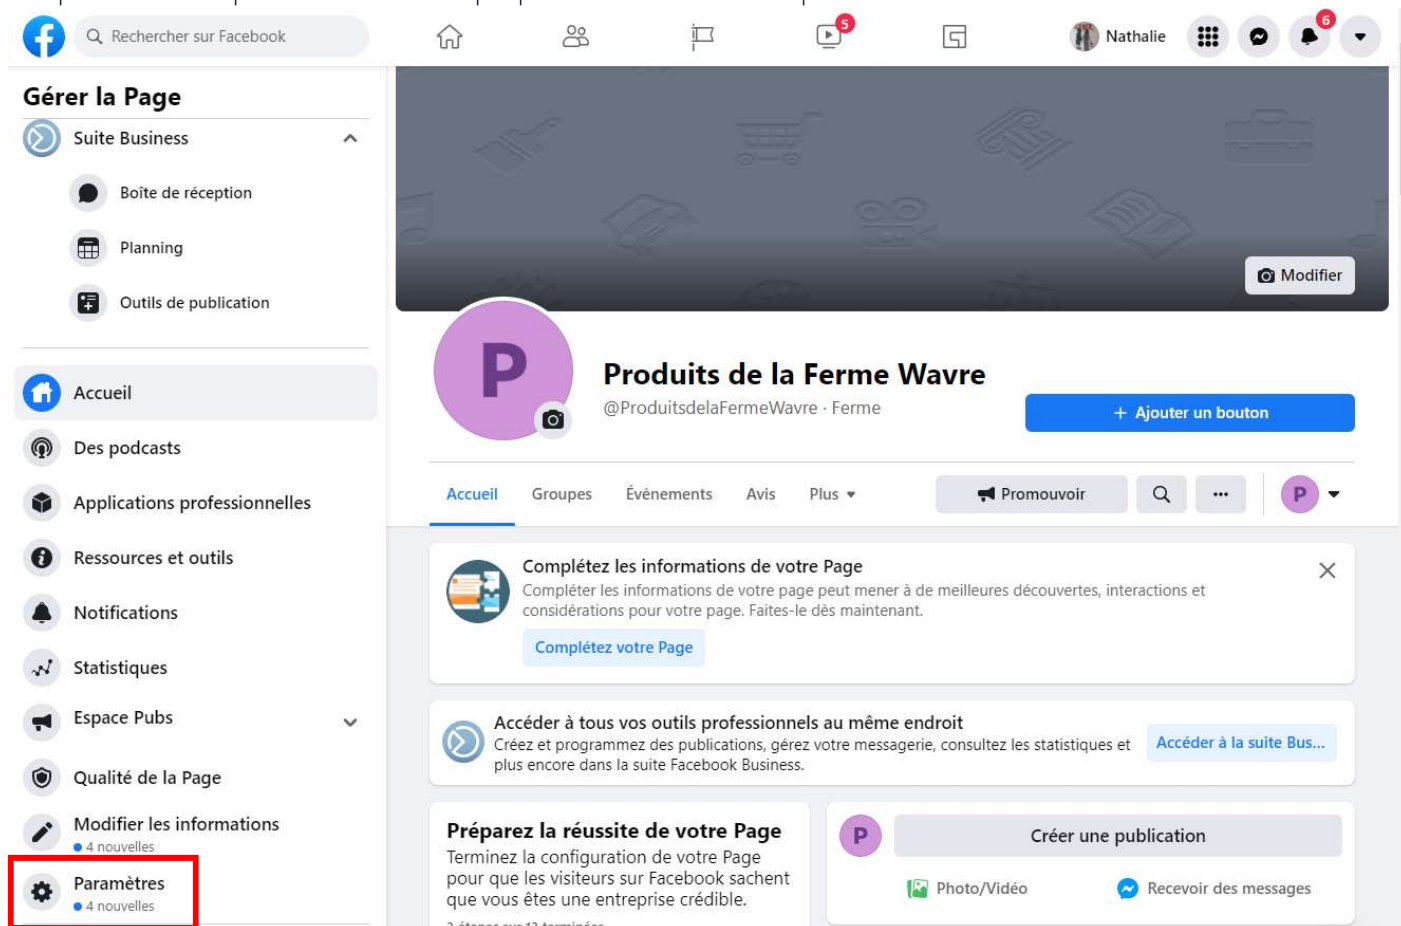 Rechercher sur Facebook
5
Nathalie
6
Gérer la Page
Suite Business
Boîte de réception
Planning
Outils de publication
Accueil
Des podcasts
Applications professionnelles
Ressources et outils
Notifications
Statistiques
Espace Pubs
Qualité de la Page
Modifier les informations
4 nouvelles
Paramètres
4 nouvelles
Modifier
P
Produits de la Ferme Wavre
@ProduitsdelaFermeWavre · Ferme
+ Ajouter un bouton
Accueil Groupes Évènements Avis Plus
Promouvoir
P
Complétez les informations de votre Page
Compléter les informations de votre page peut mener à de meilleures découvertes, interactions et
considérations pour votre page. Faites-le dès maintenant.
Complétez votre Page
Accéder à tous vos outils professionnels au même endroit
Créez et programmez des publications, gérez votre messagerie, consultez les statistiques et
plus encore dans la suite Facebook Business.
Accéder à la suite Bus...
Préparez la réussite de votre Page
Terminez la configuration de votre Page
pour que les visiteurs sur Facebook sachent
que vous êtes une entreprise crédible.
P
Créer une publication
Photo/Vidéo
Recevoir des messages